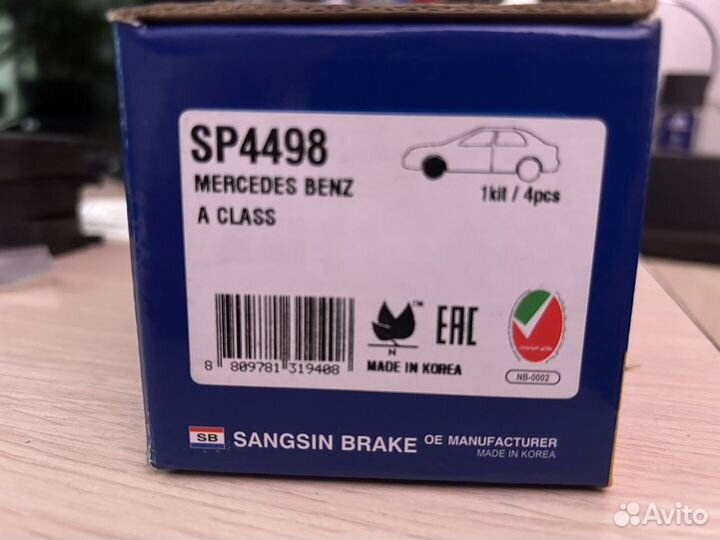 SP4498
MERCEDES BENZ
A CLASS
1kit / 4pcs
8 809781 319408
TM
N
MADE IN KOREA
EAC
NB-0002
SB
SANGSIN BRAKE
OE MANUFACTURER
MADE IN KOREA
Avito